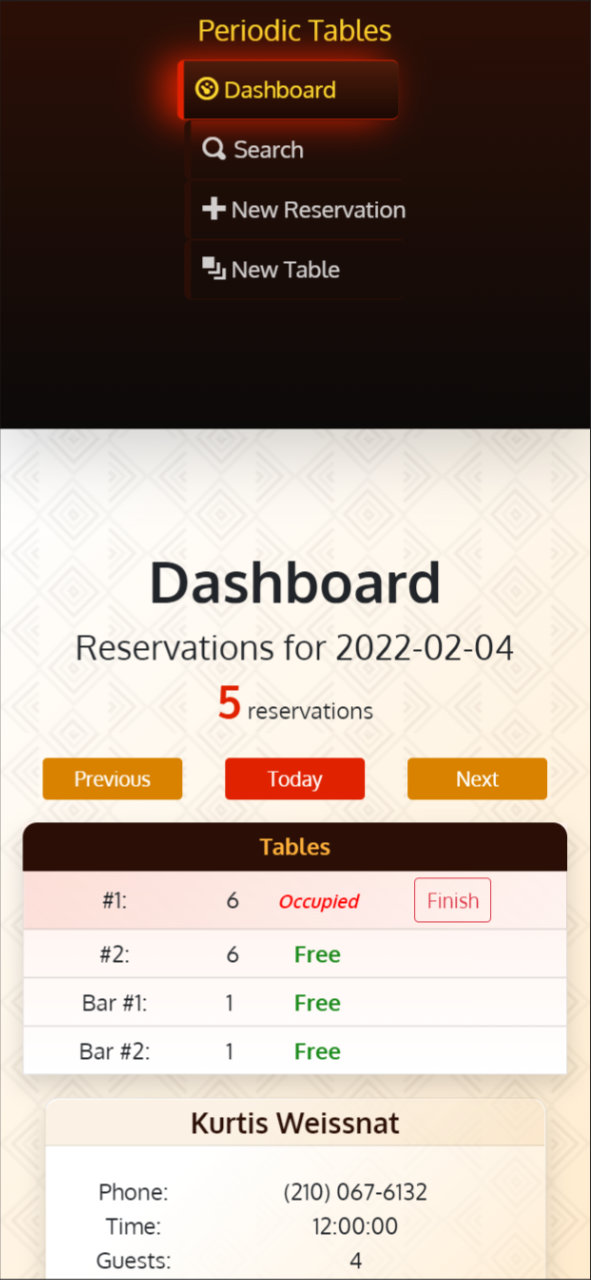 Periodic Tables
Dashboard
Search
New Reservation
New Table
Dashboard
Reservations for 2022-02-04
5 reservations
Previous Today Next
Tables
#1: 6 Occupied Finish
#2: 6 Free
Bar #1: 1 Free
Bar #2: 1 Free
Kurtis Weissnat
Phone: (210) 067-6132
Time: 12:00:00
Guests: 4